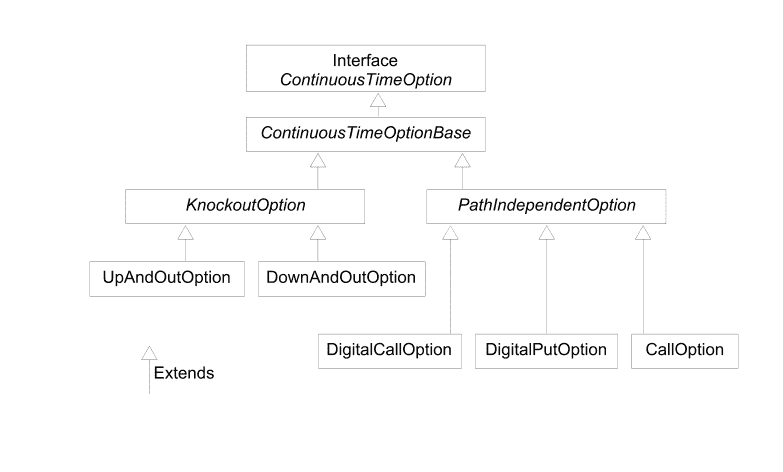 Interface
ContinuousTimeOption
ContinuousTimeOptionBase
KnockoutOption
PathIndependentOption
UpAndOutOption
DownAndOutOption
DigitalCallOption
DigitalPutOption
CallOption
Extends